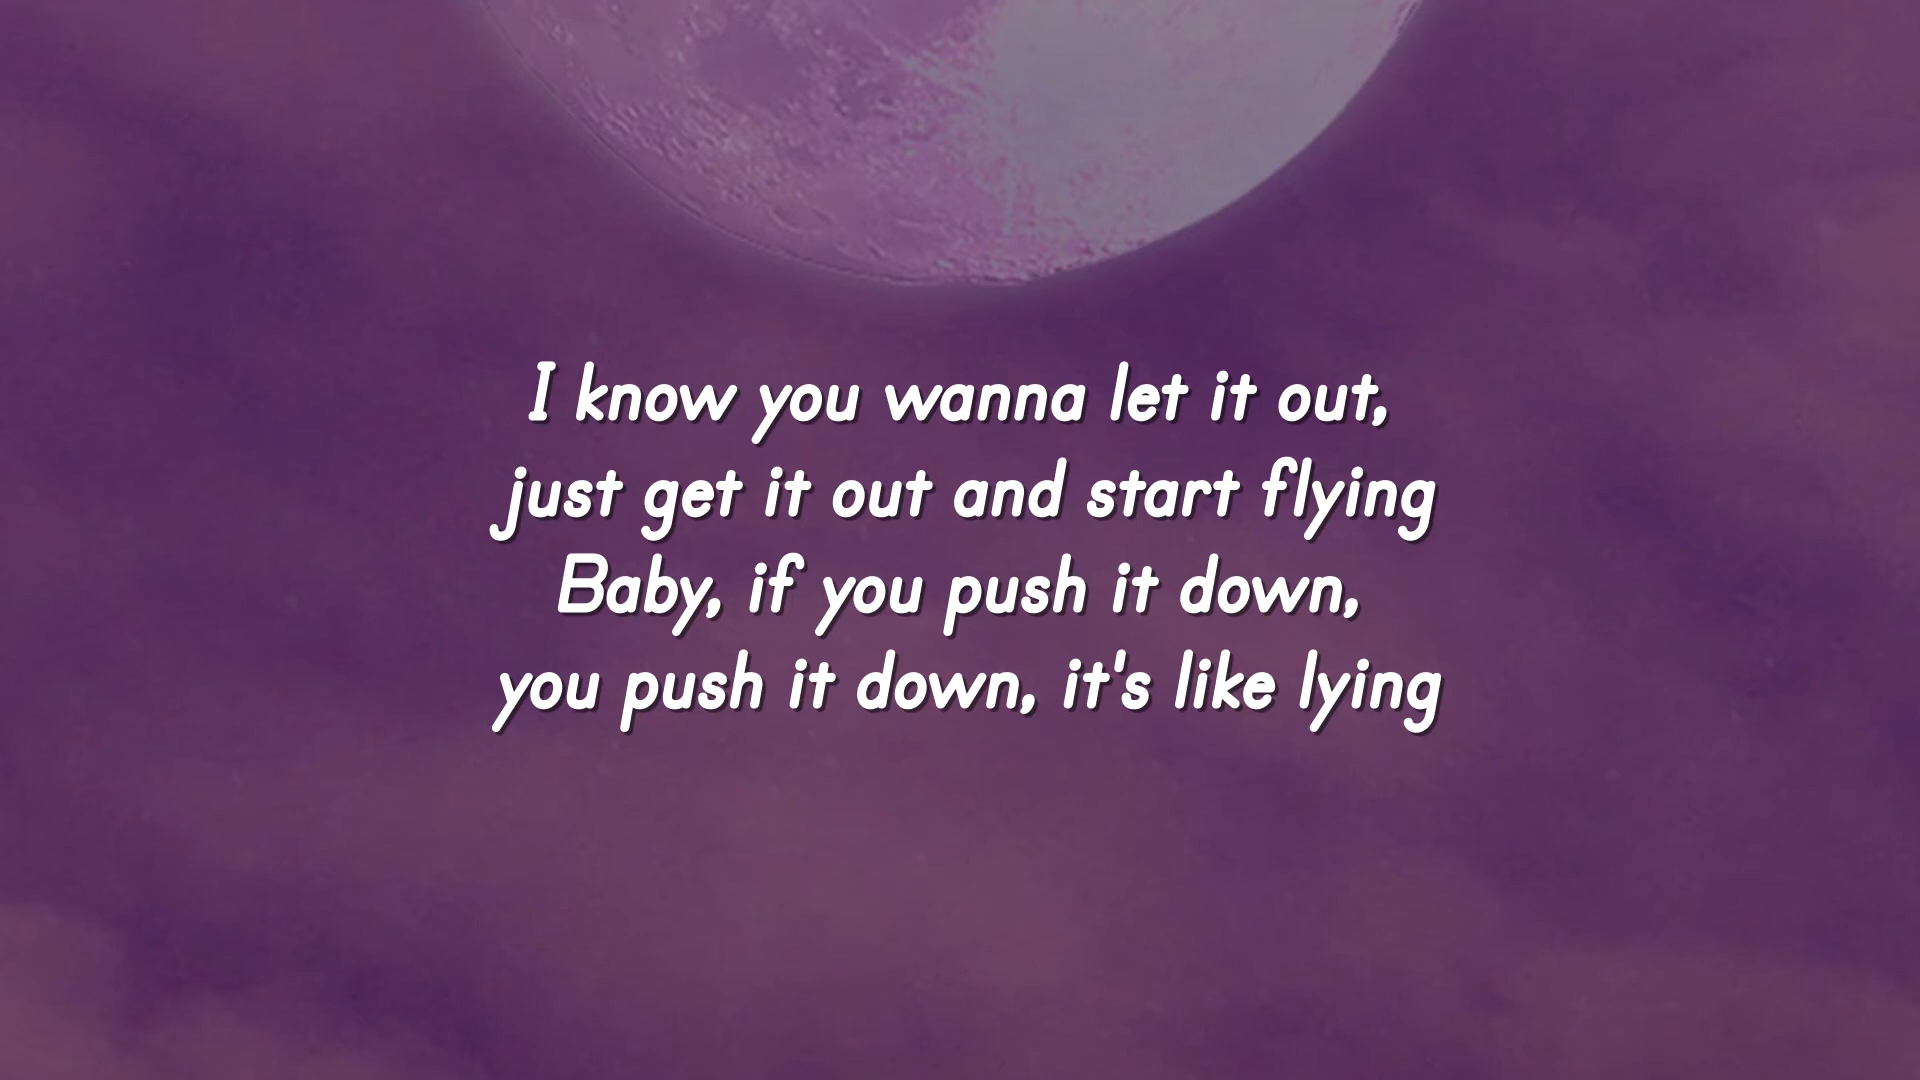 I know you wanna let it out,
just get it out and start flying
Baby, if you push it down,
you push it down, it's like lying